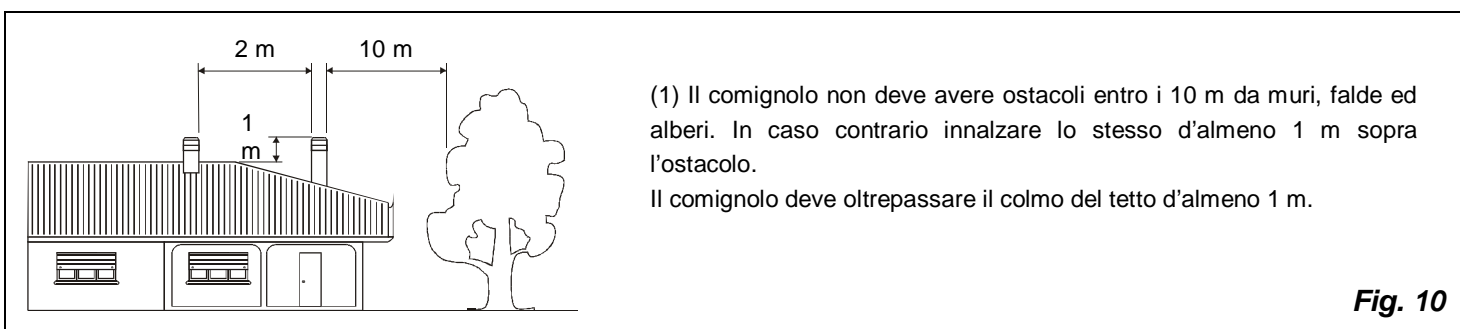 2 m
10 m
1
m
(1) Il comignolo non deve avere ostacoli entro i 10 m da muri, falde ed
alberi. In caso contrario innalzare lo stesso d'almeno 1 m sopra
l'ostacolo.
Il comignolo deve oltrepassare il colmo del tetto d'almeno 1 m.
Fig. 10